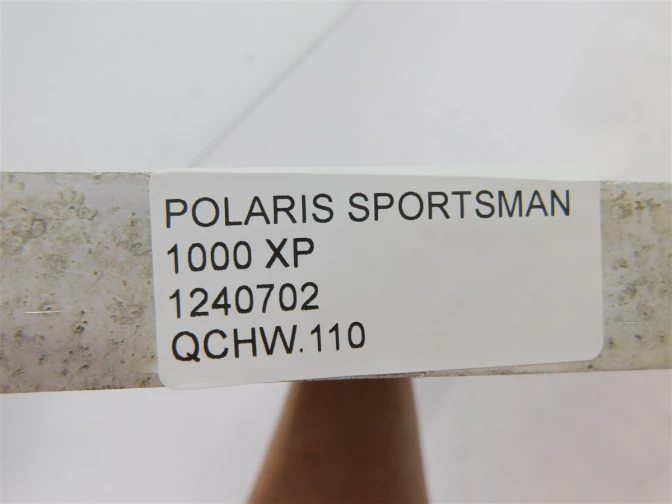 POLARIS SPORTSMAN
1000 XP
1240702
QCHW.110